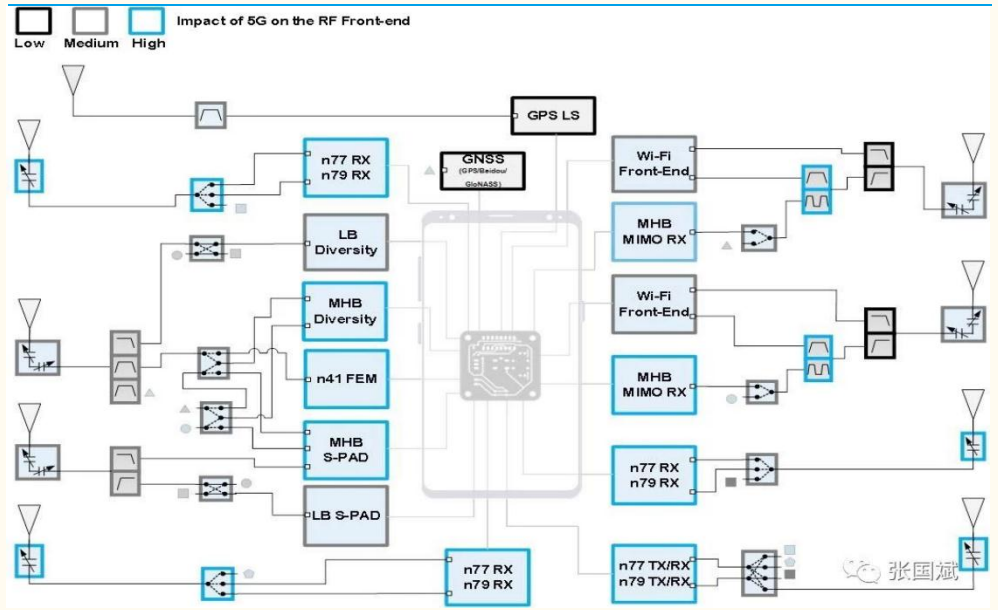 Impact of 5G on the RF Front-end
Low Medium High
GPS LS
n77 RX
n79 RX
GNSS
(GPS/Beidou/
GloNASS)
Wi-Fi
Front-End
LB
Diversity
MHB
MIMO RX
MHB
Diversity
Wi-Fi
Front-End
n41 FEM
MHB
MIMO RX
MHB
S-PAD
n77 RX
n79 RX
LB S-PAD
n77 RX
n79 RX
n77 TX/RX
n79 TX/RX
张国斌